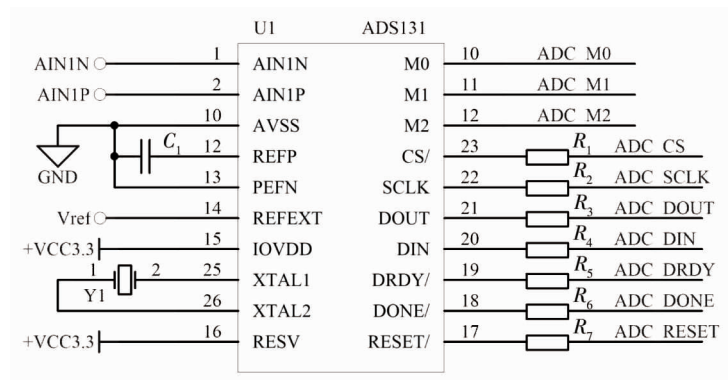 U1 ADS131
AIN1N 1 AIN1N M0 10 ADC M0
AIN1P 2 AIN1P M1 11 ADC M1
10 AVSS M2 12 ADC M2
C1 12 REFP CS/ 23 R1 ADC CS
GND 13 PEFN SCLK 22 R2 ADC SCLK
Vref 14 REFEXT DOUT 21 R3 ADC DOUT
+VCC3.3 15 IOVDD DIN 20 R4 ADC DIN
1 Y1 2 25 XTAL1 DRDY/ 19 R5 ADC DRDY
26 XTAL2 DONE/ 18 R6 ADC DONE
+VCC3.3 16 RESV RESET/ 17 R7 ADC RESET